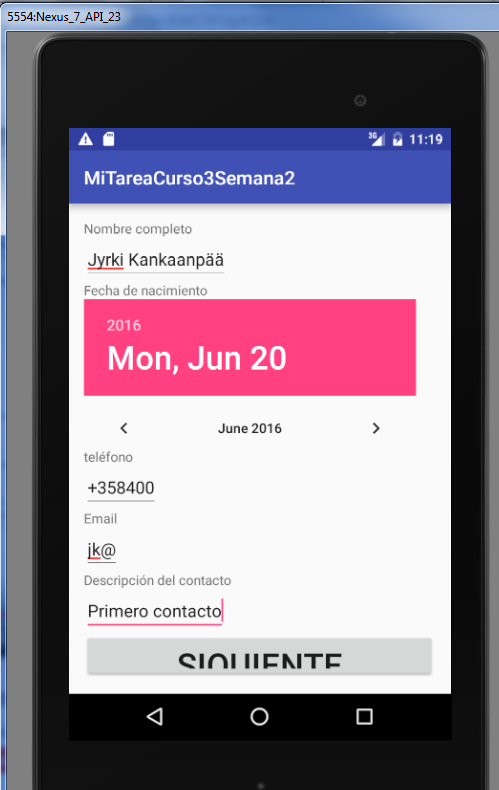 5554:Nexus_7_API_23
3G 11:19
MiTareaCurso3Semana2
Nombre completo
Jyrki Kankaanpää
Fecha de nacimiento
2016
Mon, Jun 20
June 2016
teléfono
+358400
Email
jk@
Descripción del contacto
Primero contacto
SIGUIENTE